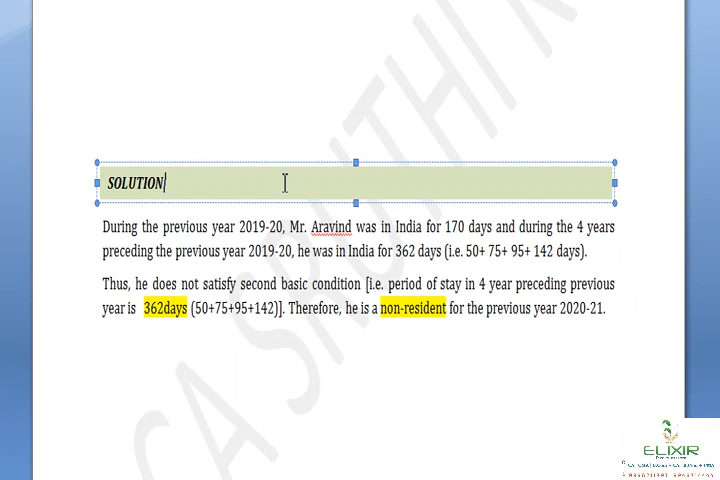 SOLUTION
During the previous year 2019-20, Mr. Aravind was in India for 170 days and during the 4 years
preceding the previous year 2019-20, he was in India for 362 days (i.e. 50+ 75+ 95+ 142 days).
Thus, he does not satisfy second basic condition [i.e. period of stay in 4 year preceding previous
year is 362days (50+75+95+142)]. Therefore, he is a non-resident for the previous year 2020-21.
ELIXIR